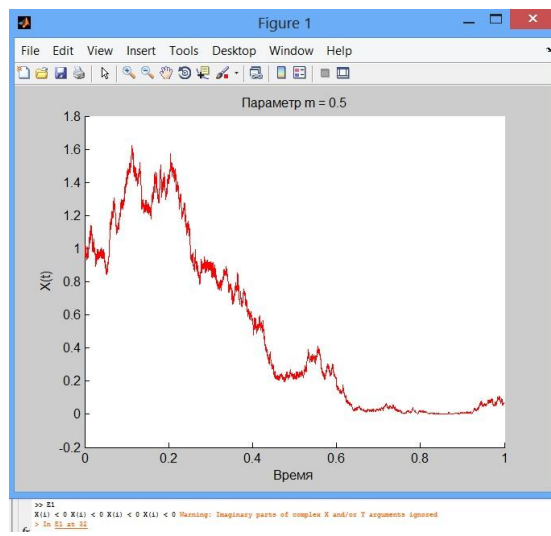 Figure 1
File Edit View Insert Tools Desktop Window Help
Параметр m = 0.5
1.8
1.6
1.4
1.2
1
0.8
0.6
0.4
0.2
0
-0.2
X(t)
0 0.2 0.4 0.6 0.8 1
Время
>> E1
X(i) < 0 X(i) < 0 X(i) < 0 X(i) < 0 Warning: Imaginary parts of complex X and/or Y arguments ignored
> In E1 at 32